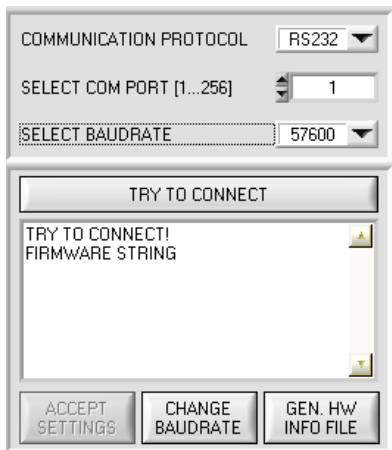 COMMUNICATION PROTOCOL RS232
SELECT COM PORT [1...256] 1
SELECT BAUDRATE 57600
TRY TO CONNECT
TRY TO CONNECT!
FIRMWARE STRING
ACCEPT SETTINGS
CHANGE BAUDRATE
GEN. HW INFO FILE